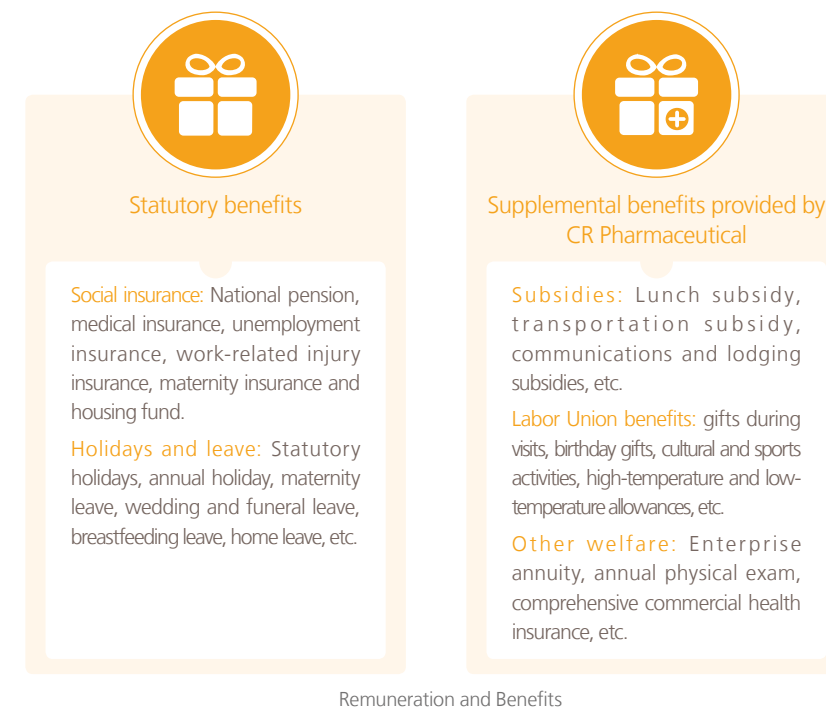 Statutory benefits
Social insurance: National pension,
medical insurance, unemployment
insurance, work-related injury
insurance, maternity insurance and
housing fund.
Holidays and leave: Statutory
holidays, annual holiday, maternity
leave, wedding and funeral leave,
breastfeeding leave, home leave, etc.
Supplemental benefits provided by
CR Pharmaceutical
Subsidies: Lunch subsidy,
transportation subsidy,
communications and lodging
subsidies, etc.
Labor Union benefits: gifts during
visits, birthday gifts, cultural and sports
activities, high-temperature and low-
temperature allowances, etc.
Other welfare: Enterprise
annuity, annual physical exam,
comprehensive commercial health
insurance, etc.
Remuneration and Benefits